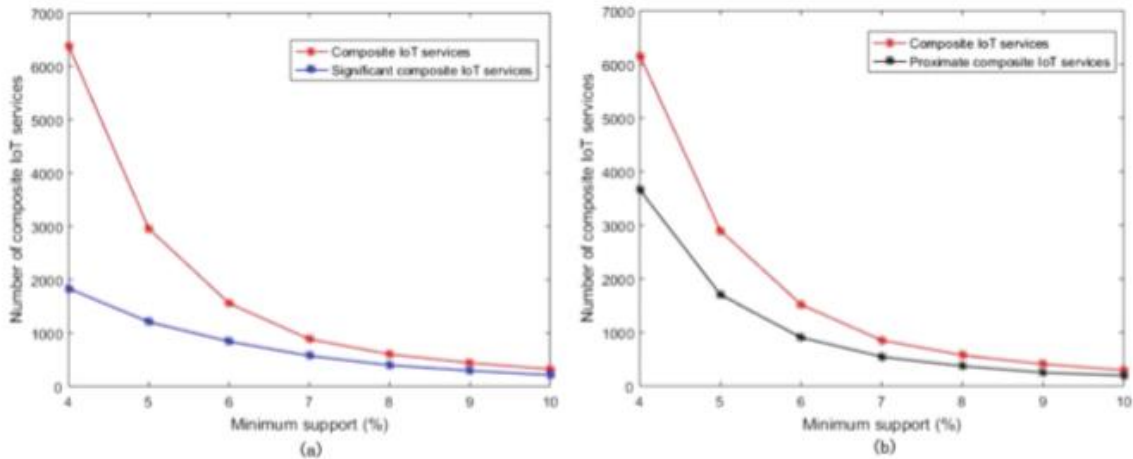 7000
6000
5000
4000
3000
2000
1000
0
Number of composite IoT services
Composite IoT services
Significant composite IoT services
4 5 6 7 8 9 10
Minimum support (%)
(a)
7000
6000
5000
4000
3000
2000
1000
0
Number of composite IoT services
Composite IoT services
Proximate composite IoT services
4 5 6 7 8 9 10
Minimum support (%)
(b)